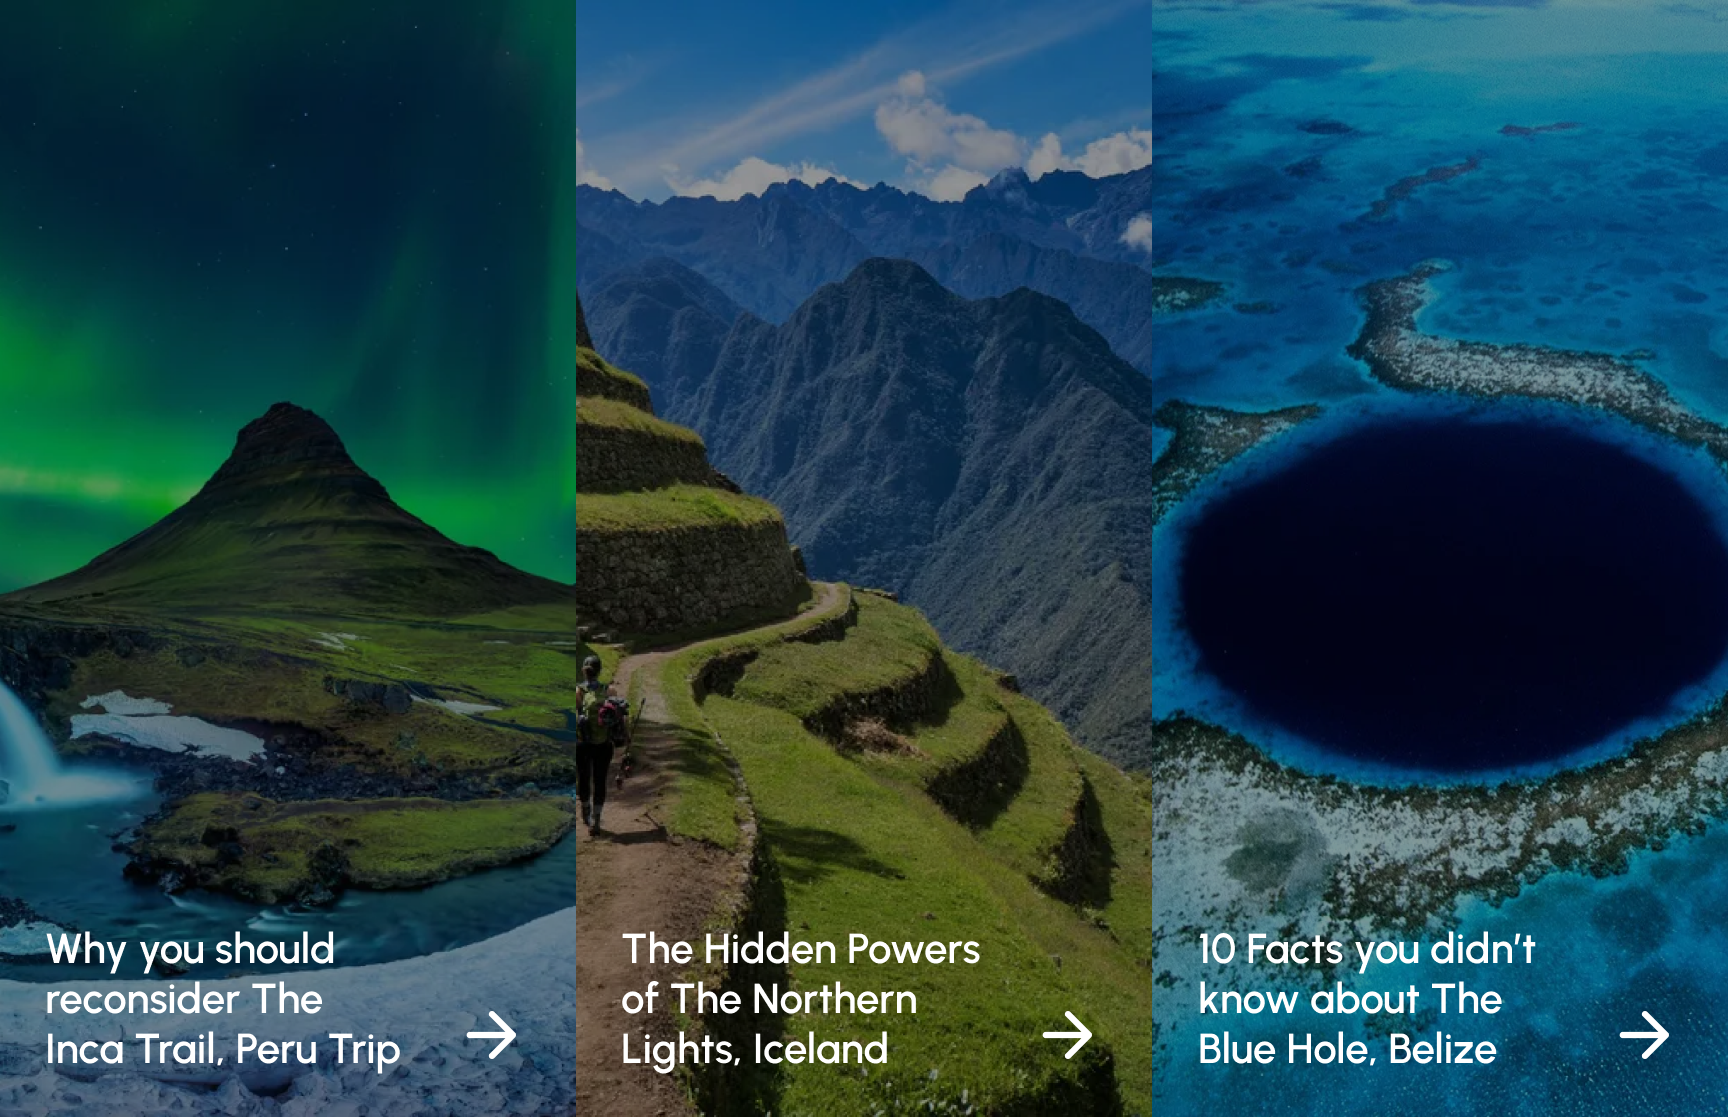 Why you should
reconsider The
Inca Trail, Peru Trip
The Hidden Powers
of The Northern
Lights, Iceland
10 Facts you didn’t
know about The
Blue Hole, Belize